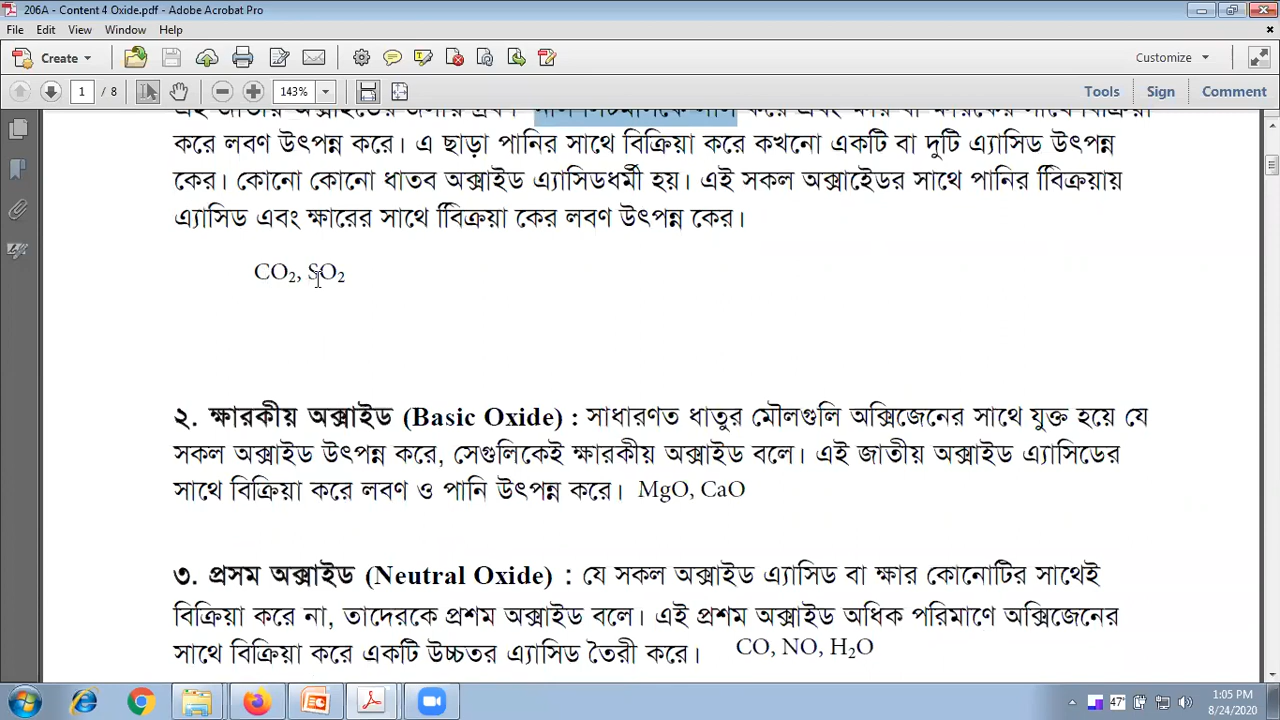 206A - Content 4 Oxide.pdf - Adobe Acrobat Pro
File Edit View Window Help
Create
Customize
1 / 8
143%
Tools Sign Comment
করে লবণ উৎপন্ন করে। এ ছাড়া পানির সাথে বিক্রিয়া করে কখনো একটি বা দুটি এ্যাসিড উৎপন্ন
কের। কোনো কোনো ধাতব অক্সাইড এ্যাসিডধর্মী হয়। এই সকল অক্সাইেডর সাথে পানির বিিক্রয়ায়
এ্যাসিড এবং ক্ষারের সাথে বিিক্রয়া কের লবণ উৎপন্ন কের।
CO₂, SO₂
২. ক্ষারকীয় অক্সাইড (Basic Oxide) : সাধারণত ধাতুর মৌলগুলি অক্সিজেনের সাথে যুক্ত হয়ে যে
সকল অক্সাইড উৎপন্ন করে, সেগুলিকেই ক্ষারকীয় অক্সাইড বলে। এই জাতীয় অক্সাইড এ্যাসিডের
সাথে বিক্রিয়া করে লবণ ও পানি উৎপন্ন করে। MgO, CaO
৩. প্রসম অক্সাইড (Neutral Oxide) : যে সকল অক্সাইড এ্যাসিড বা ক্ষার কোনোটির সাথেই
বিক্রিয়া করে না, তাদেরকে প্রশম অক্সাইড বলে। এই প্রশম অক্সাইড অধিক পরিমাণে অক্সিজেনের
সাথে বিক্রিয়া করে একটি উচ্চতর এ্যাসিড তৈরী করে। CO, NO, H₂O
47°
1:05 PM
8/24/2020